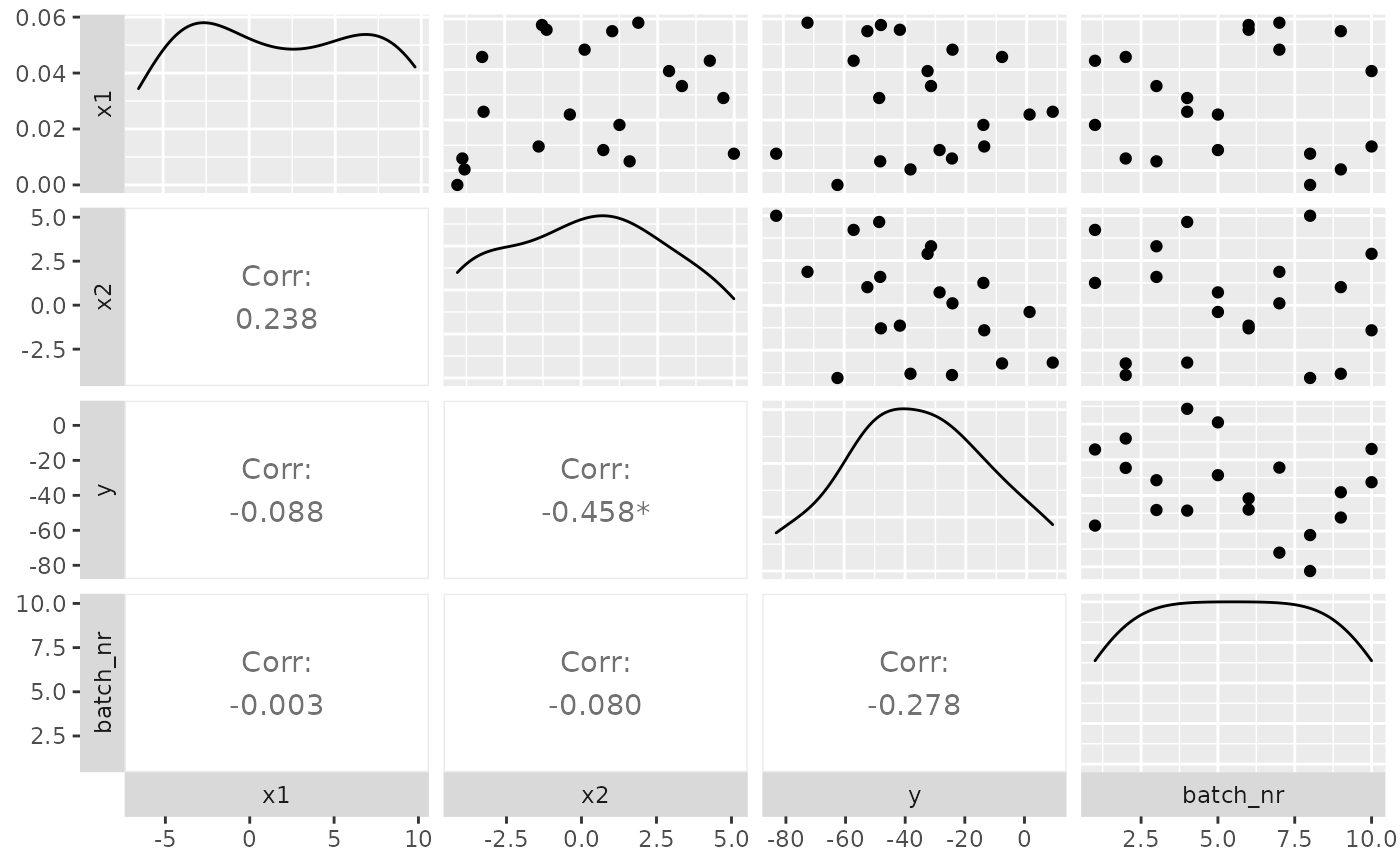 0.06
0.04
0.02
0.00
x1
5.0
2.5
0.0
-2.5
x2
Corr:
0.238
0
-20
-40
-60
-80
y
Corr:
-0.088
Corr:
-0.458*
10.0
7.5
5.0
2.5
batch_nr
Corr:
-0.003
Corr:
-0.080
Corr:
-0.278
x1
x2
y
batch_nr
-5 0 5 10
-2.5 0.0 2.5 5.0
-80 -60 -40 -20 0
2.5 5.0 7.5 10.0